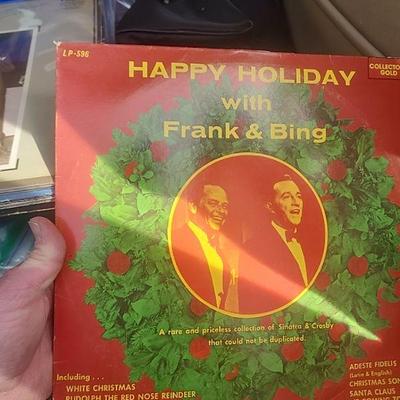 LP-596
COLLECTO
GOLD
HAPPY HOLIDAY
with
Frank & Bing
A rare and priceless collection of Sinatra & Crosby
that could not be duplicated.
Including...
WHITE CHRISTMAS
RUDOLPH THE RED NOSE REINDEER
ADESTE FIDELIS
(Latin & English)
CHRISTMAS SON
SANTA CLAUS